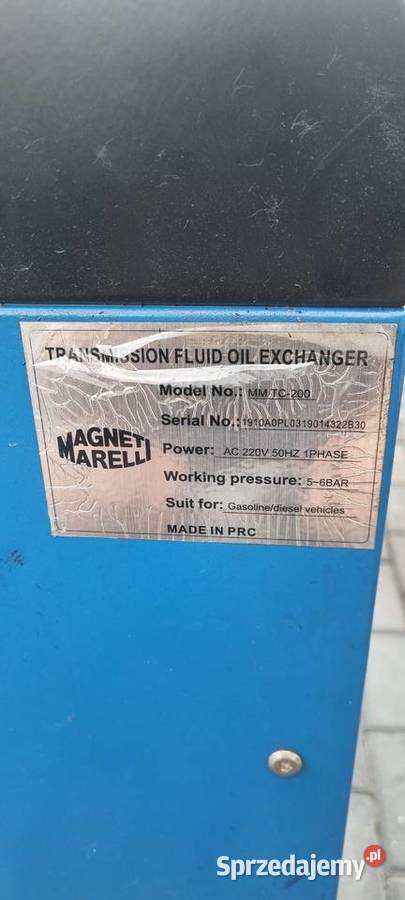 TRANSMISSION FLUID OIL EXCHANGER
Model No.: MM TC-200
Serial No.: 1910A0PL0319014322B30
MAGNETI
MARELLI
Power: AC 220V 50HZ 1PHASE
Working pressure: 5~6BAR
Suit for: Gasoline/diesel vehicles
MADE IN PRC
Sprzedajemy.pl